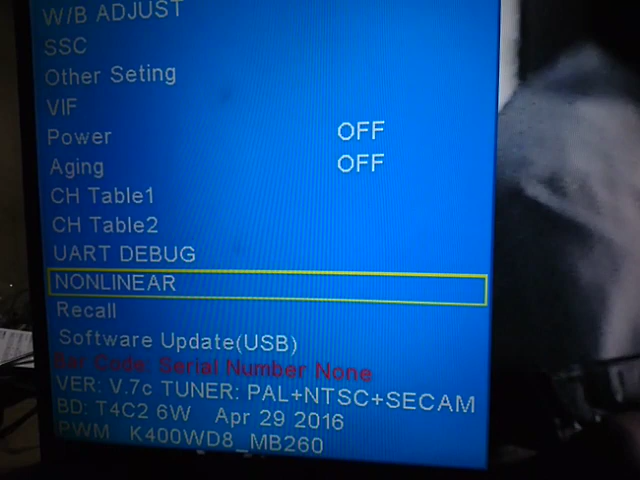 W/B ADJUST
SSC
Other Seting
VIF
Power OFF
Aging OFF
CH Table1
CH Table2
UART DEBUG
NONLINEAR
Recall
Software Update(USB)
Bar Code: Serial Number None
VER: V.7c TUNER: PAL+NTSC+SECAM
BD: T4C2 6W Apr 29 2016
PWM K400WD8_MB260